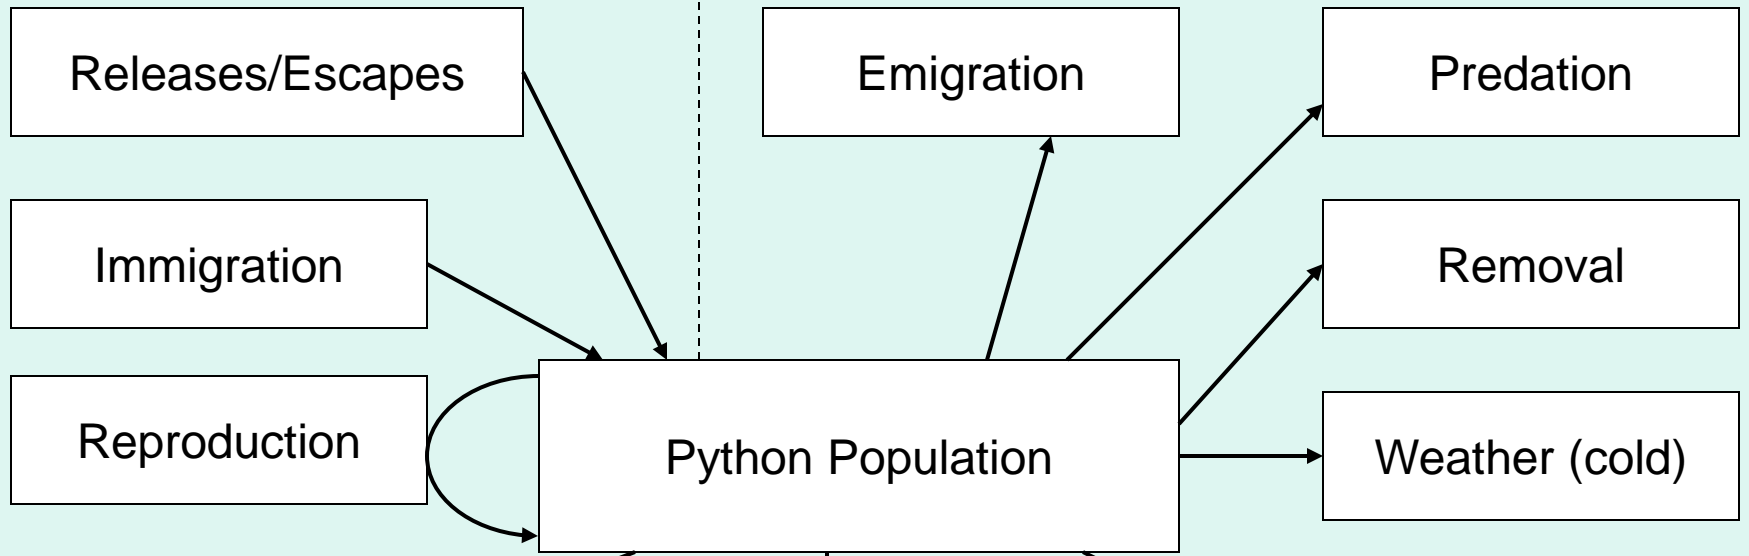 Releases/Escapes
Emigration
Predation
Immigration
Removal
Reproduction
Python Population
Weather (cold)